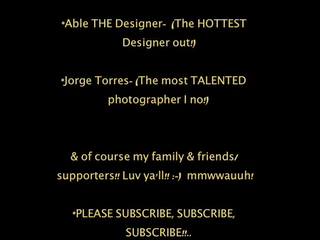 *Able THE Designer- (The HOTTEST
Designer out!)
*Jorge Torres- (The most TALENTED
photographer I no!)
& of course my family & friends/
supporters!! Luv ya'll!! :-) mmwwauuh!
*PLEASE SUBSCRIBE, SUBSCRIBE,
SUBSCRIBE!!..